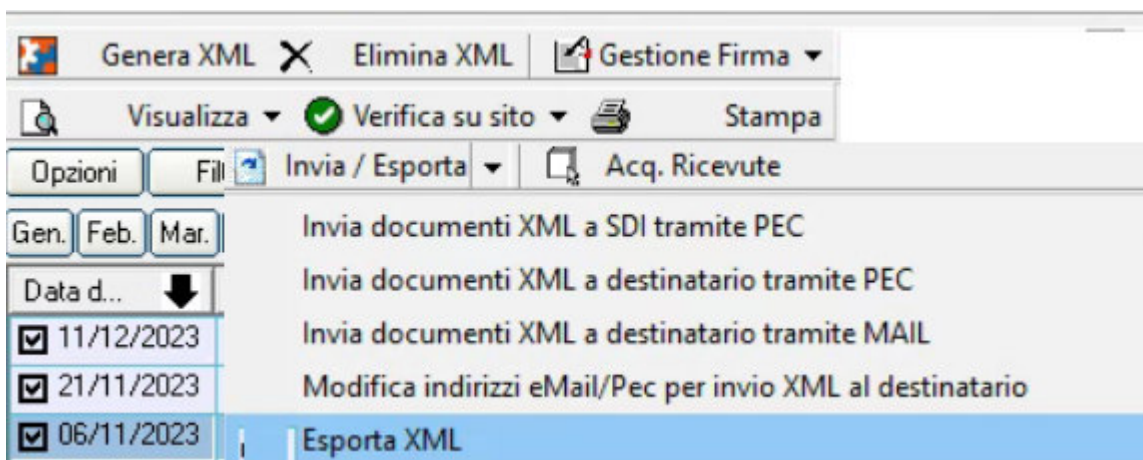 Genera XML Elimina XML Gestione Firma
Visualizza Verifica su sito Stampa
Opzioni Invia / Esporta Acq. Ricevute
Gen. Feb. Mar. Invia documenti XML a SDI tramite PEC
Data d... Invia documenti XML a destinatario tramite PEC
11/12/2023 Invia documenti XML a destinatario tramite MAIL
21/11/2023 Modifica indirizzi eMail/Pec per invio XML al destinatario
06/11/2023 Esporta XML